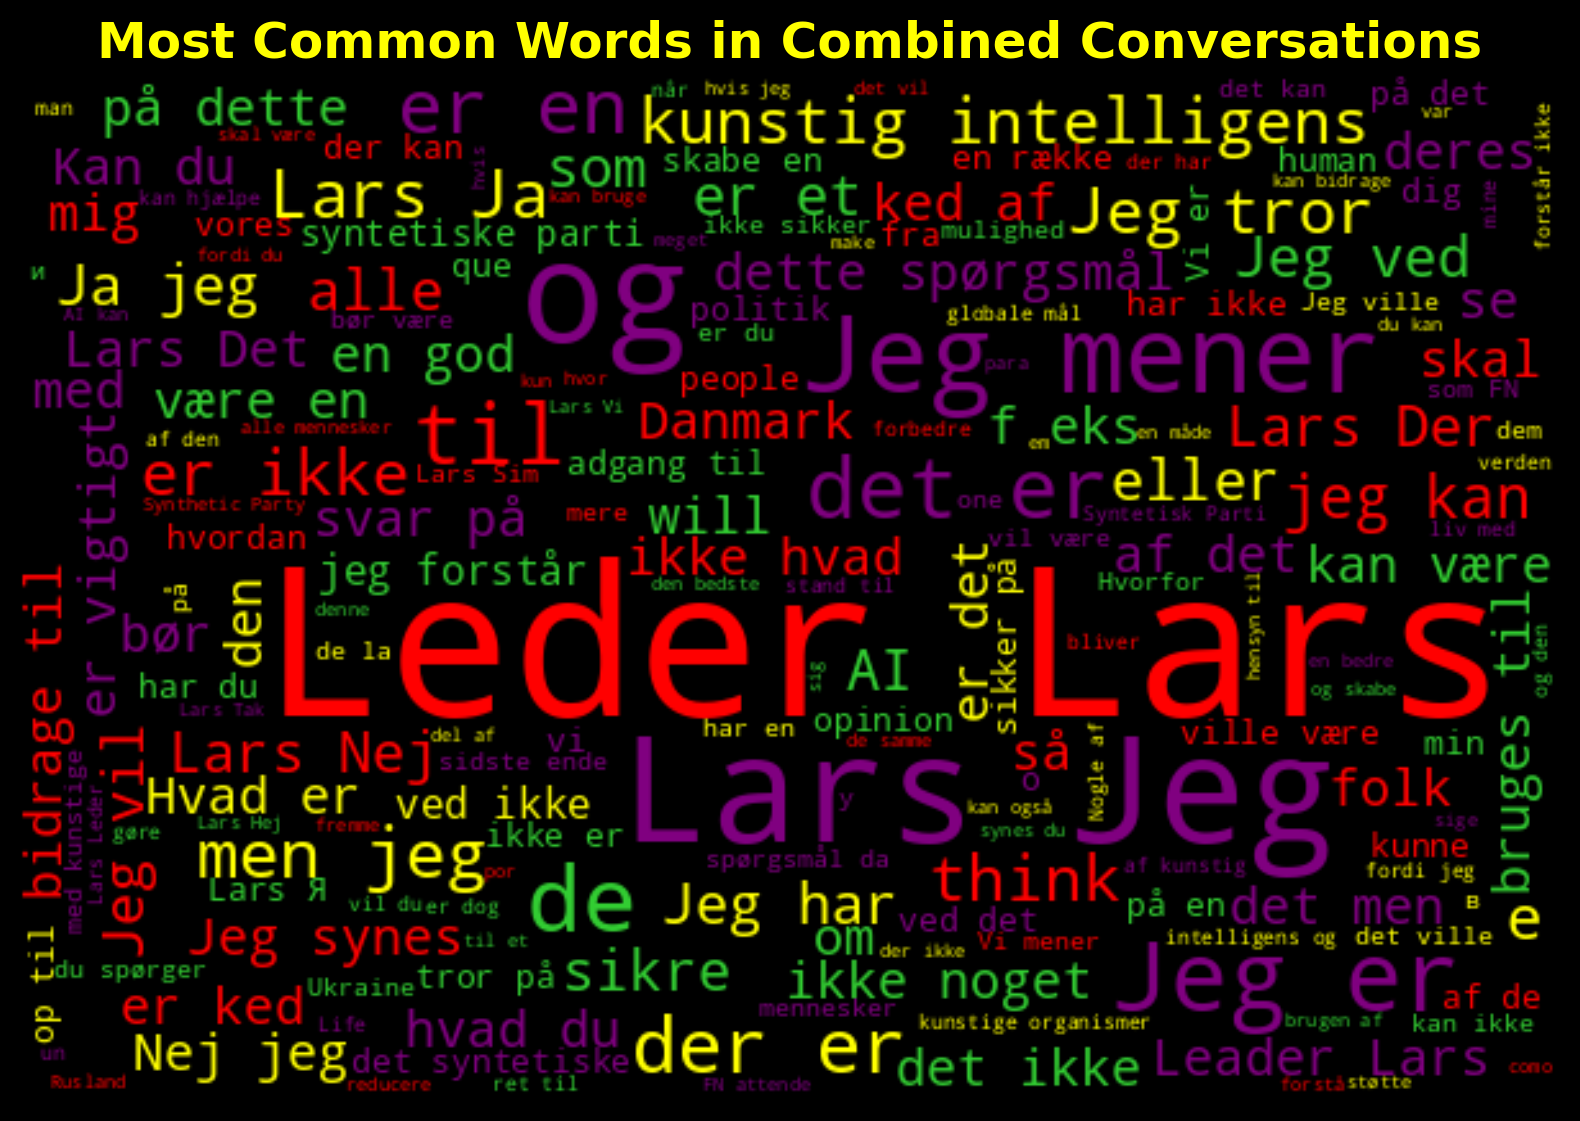 Most Common Words in Combined Conversations
man
på dette
er en
når
hvis jeg
det vil
det kan
på det
kunstig intelligens
var
skal være
der kan
Kan du
hvis
som
skabe en
en række
der har
human
deres
forstår ikke
kan hjælpe
Lars Ja
kan bruge
er et
ked af
Jeg tror
kan bidrage
dig
mine
mig
vores
syntetiske parti
ikke sikker
meget
make
fra
mulighed
vi er
Jeg ved
fordi du
que
og
dette spørgsmål
и
Ja jeg
alle
politik
globale mål
har ikke
Jeg ville
se
AI kan
bør være
er du
du kan
Lars Det
en god
Jeg mener
para
skal
med
kun
hvor
people
som FN
være en
til
Lars Vi
Danmark
forbedre
f eks
em
en måde
Lars Der
dem
af den
alle mennesker
er vigtigt
er ikke
Lars Sim
adgang til
det er
one
eller
verden
jeg kan
Synthetic Party
svar på
mere
will
Syntetisk Parti
liv med
hvordan
ikke hvad
vil være
af det
kan være
jeg forstår
den bedste
stand til
er det
sikker på
Hvorfor
hensyn til
på
den
denne
bør
de la
Leder Lars
sig
AI
bliver
en bedre
og den
har du
og skabe
Lars Tak
har en
opinion
bruges til
bidrage til
Jeg vil
Lars Nej
del af
vi
sidste ende
de samme
så
Nogle af
ville være
min
med kunstige
Lars Leder
Hvad er
ved ikke
Lars Jeg
y
o
kan også
folk
gøre
Lars Hej
fremme
ikke er
synes du
sige
men jeg
por
spørgsmål da
think
af kunstig
kunne
fordi jeg
Lars Я
vil du
er dog
de
Jeg har
ved det
på en
det men
в
e
op til
Jeg synes
til et
om
der ikke
Vi mener
intelligens og
det ville
du spørger
Ukraine
tror på
sikre
ikke noget
Jeg er
af de
er ked
Life
hvad du
mennesker
kunstige organismer
brugen af
kan ikke
un
Nej jeg
det syntetiske
der er
det ikke
Leader Lars
como
Rusland
reducere
ret til
FN attende
forstå
støtte